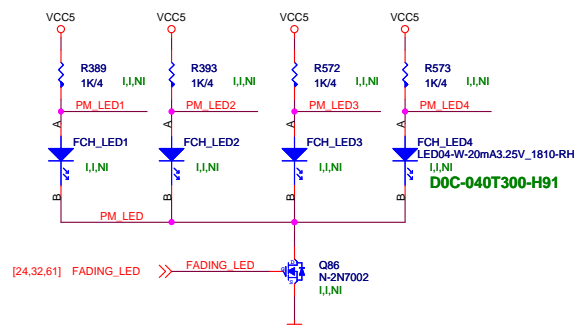 VCC5 VCC5 VCC5 VCC5
R389 R393 R572 R573
1K/4 I,I,NI 1K/4 I,I,NI 1K/4 I,I,NI 1K/4 I,I,NI
PM_LED1 PM_LED2 PM_LED3 PM_LED4
A A A A
FCH_LED1 FCH_LED2 FCH_LED3 FCH_LED4
LED04-W-20mA3.25V_1810-RH
I,I,NI I,I,NI I,I,NI I,I,NI
D0C-040T300-H91
B B B B
PM_LED
[24,32,61] FADING_LED FADING_LED Q86
N-2N7002
I,I,NI